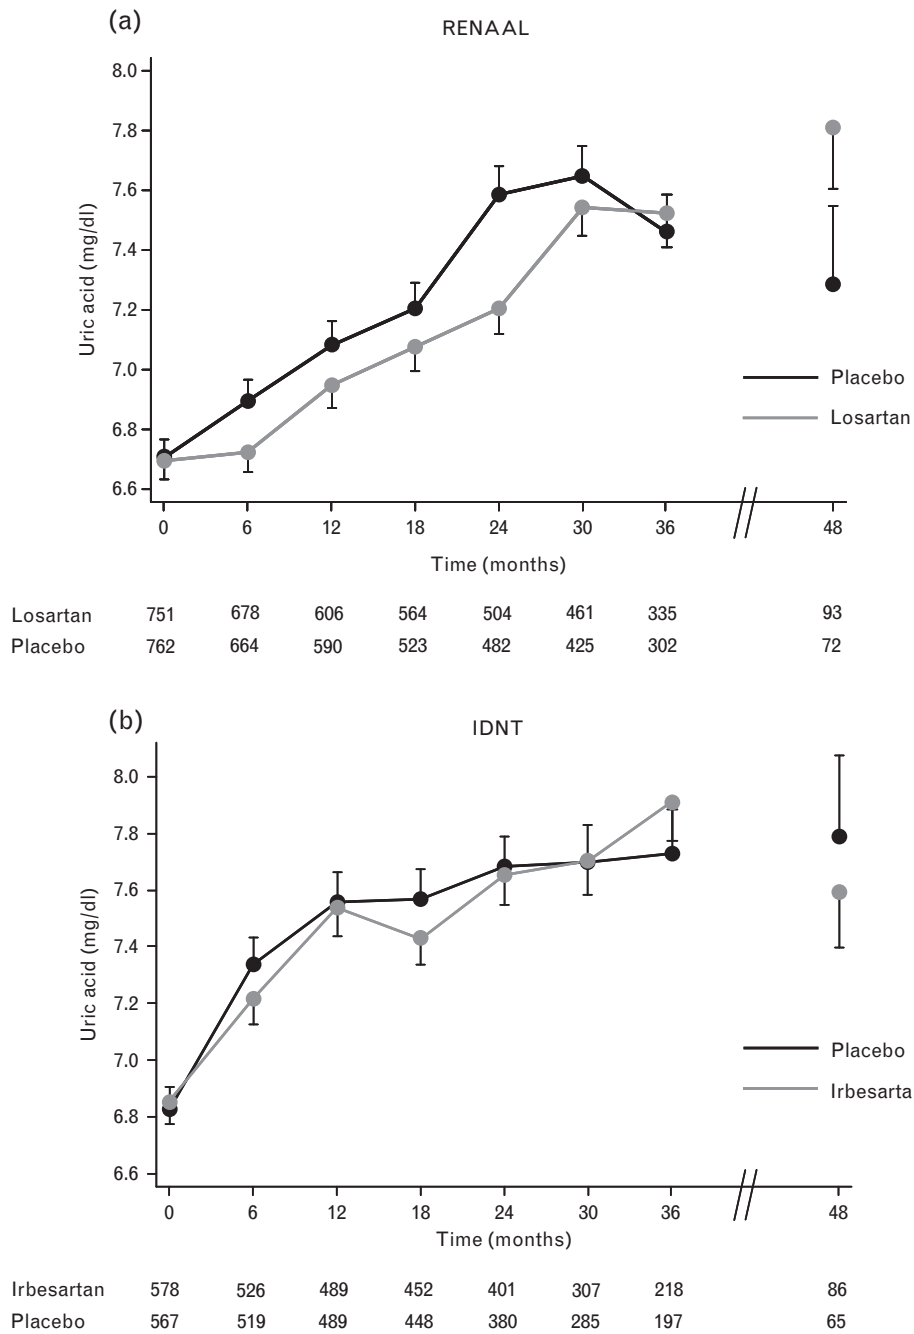 (a)
RENAAL
8.0
7.8
7.6
7.4
7.2
7.0
6.8
6.6
Uric acid (mg/dl)
Placebo
Losartan
0 6 12 18 24 30 36 48
Time (months)
Losartan 751 678 606 564 504 461 335 93
Placebo 762 664 590 523 482 425 302 72
(b)
IDNT
8.0
7.8
7.6
7.4
7.2
7.0
6.8
6.6
Uric acid (mg/dl)
Placebo
Irbesarta
0 6 12 18 24 30 36 48
Time (months)
Irbesartan 578 526 489 452 401 307 218 86
Placebo 567 519 489 448 380 285 197 65